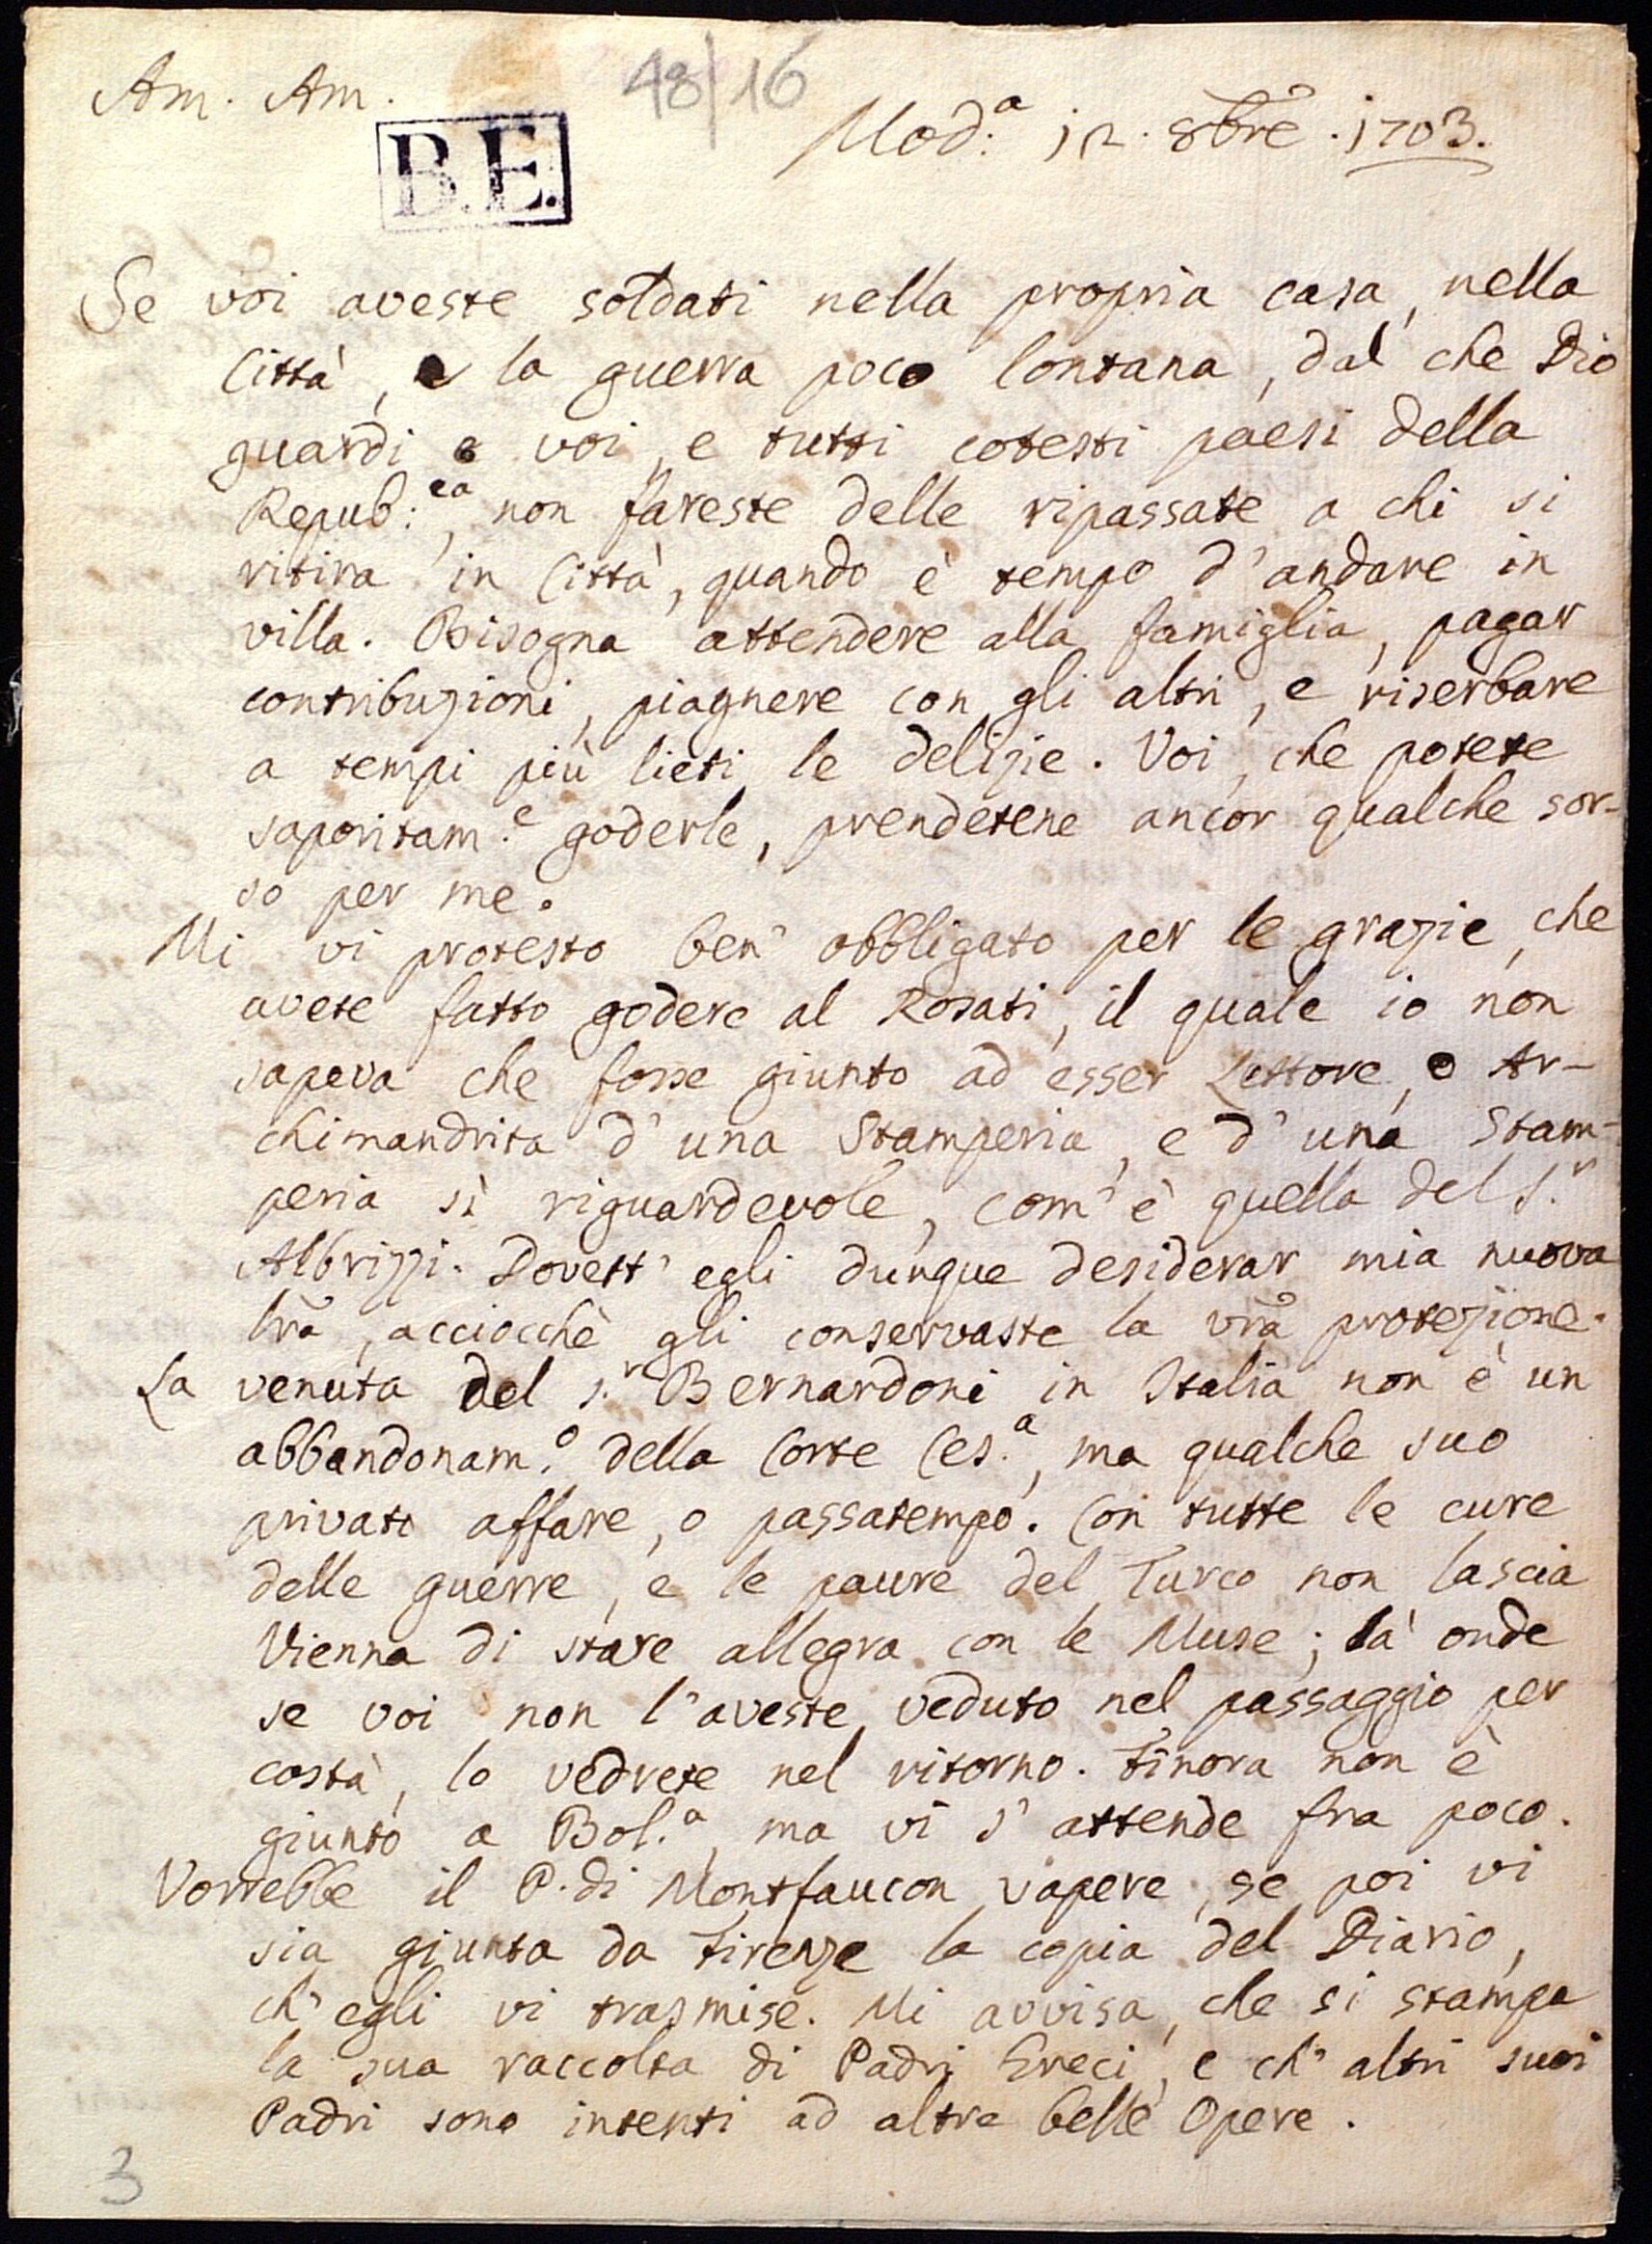 Am. Am.
48/16
B.E.
Mod:ª 12. 8bre. 1703.
Se voi aveste soldati nella propria casa, nella
Città, e la guerra poco lontana, dal che Dio
guardi e voi, e tutti cotesti paesi della
Repub:ca, non fareste delle ripassate a chi si
ritira in Città, quando è tempo d'andare in
villa. Bisogna attendere alla famiglia, pagar
contribuzioni, piagnere con gli altri, e riserbare
a tempi più lieti le delizie. Voi, che potete
saporitam.e goderle, prendetene ancor qualche sor-
so per me.
Mi vi protesto ben' obbligato per le grazie, che
avete fatto godere al Rosati, il quale io non
sapeva che fosse giunto ad esser Lettore, e Ar-
chimandrita d'una Stamperia, e d'una Stam-
peria sì riguardevole, com'è quella del S.r
Albrizzi. Dovett' egli dunque desiderar mia nuova
lr̃a, acciocchè gli conservaste la vr̃a protezione.
La venuta del S.r Bernardoni in Italia non è un
abbandonam.o della Corte Ces.a, ma qualche suo
privato affare, o passatempo. Con tutte le cure
delle guerre, e le paure del Turco non lascia
Vienna di stare allegra con le Muse; là onde
se voi non l'aveste veduto nel passaggio per
costà, lo vedrete nel ritorno. Finora non è
giunto a Bol.a, ma vi s'attende fra poco.
Vorrebbe il P. di Montfaucon sapere, se poi vi
sia giunta da Firenze la copia del Diario,
ch'egli vi trasmise. Mi avvisa, che si stampa
la sua raccolta di Padri Greci, e ch'altri suoi
Padri sono intenti ad altre belle Opere.
3